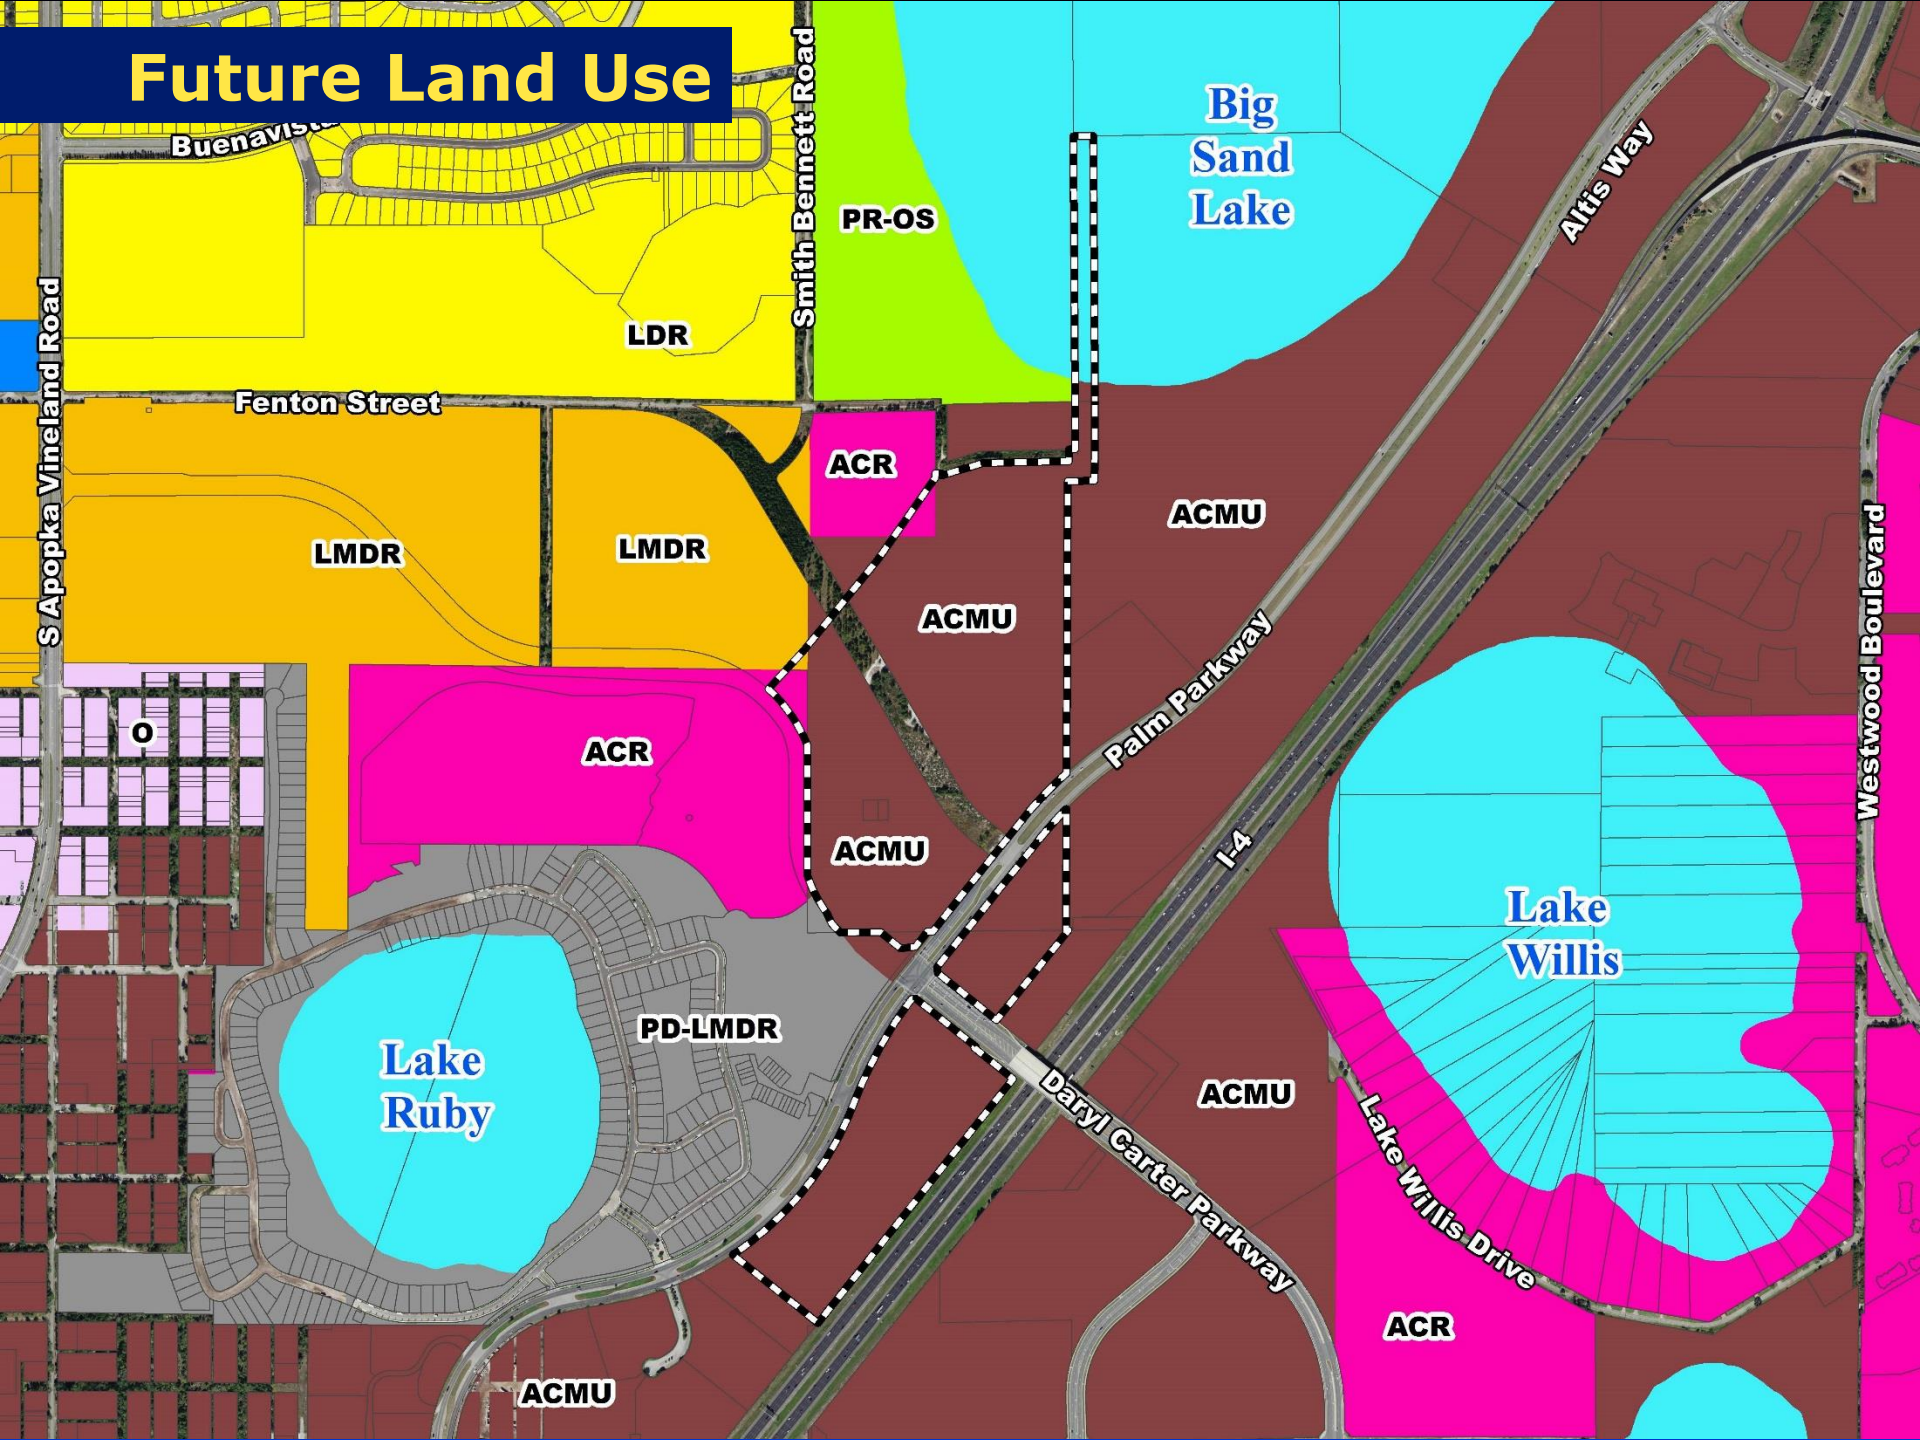 Future Land Use
Buenavista
Smith Bennett Road
Big
Sand
Lake
Altis Way
PR-OS
LDR
S Apopka Vineland Road
Fenton Street
ACR
ACMU
LMDR
LMDR
ACMU
Westwood Boulevard
Palm Parkway
O
ACR
ACMU
I-4
Lake
Willis
PD-LMDR
Lake
Ruby
ACMU
Daryl Carter Parkway
Lake Willis Drive
ACR
ACMU